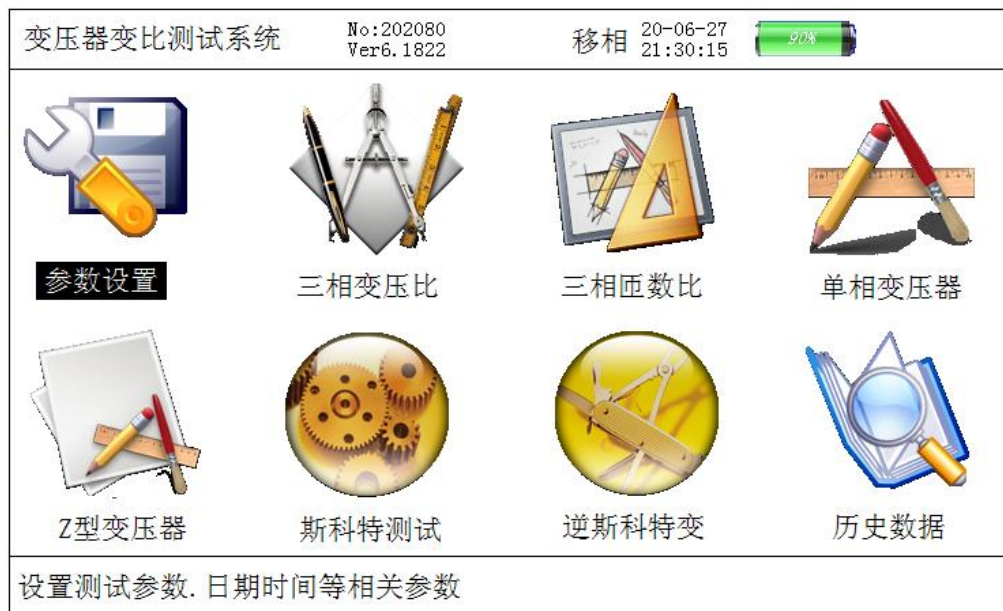 变压器变比测试系统
No:202080
Ver6.1822
移相
20-06-27
21:30:15
90%
参数设置
三相变压比
三相匝数比
单相变压器
Z型变压器
斯科特测试
逆斯科特变
历史数据
设置测试参数.日期时间等相关参数